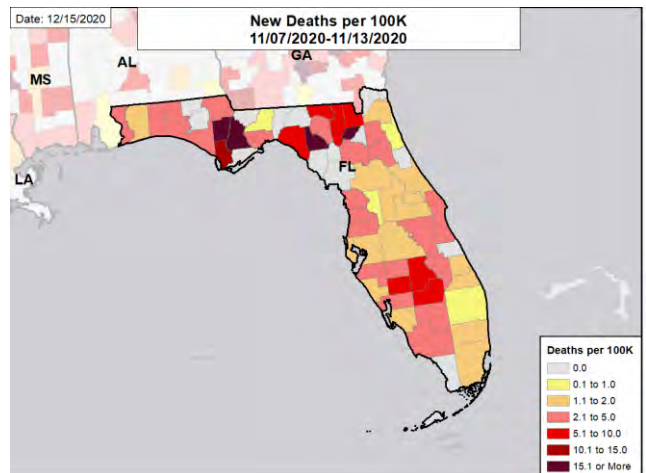 Date: 12/15/2020
New Deaths per 100K
11/07/2020-11/13/2020
GA
AL
MS
LA
FL
Deaths per 100K
0.0
0.1 to 1.0
1.1 to 2.0
2.1 to 5.0
5.1 to 10.0
10.1 to 15.0
15.1 or More